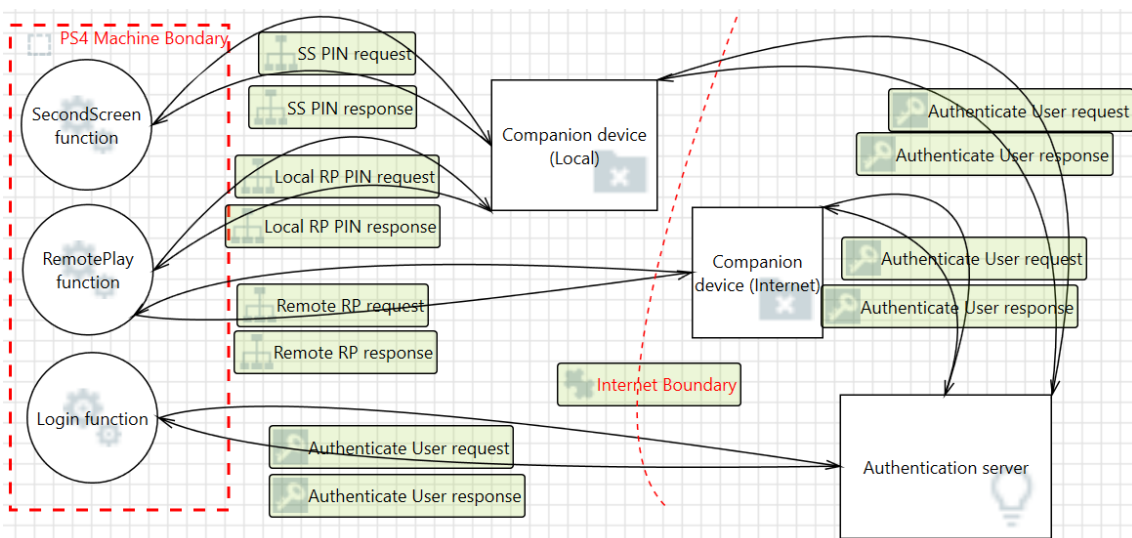 PS4 Machine Bondary
SS PIN request
SecondScreen
function
SS PIN response
Companion device
(Local)
Authenticate User request
Authenticate User response
Local RP PIN request
Local RP PIN response
RemotePlay
function
Companion
device (Internet)
Authenticate User request
Authenticate User response
Remote RP request
Remote RP response
Internet Boundary
Login function
Authenticate User request
Authenticate User response
Authentication server